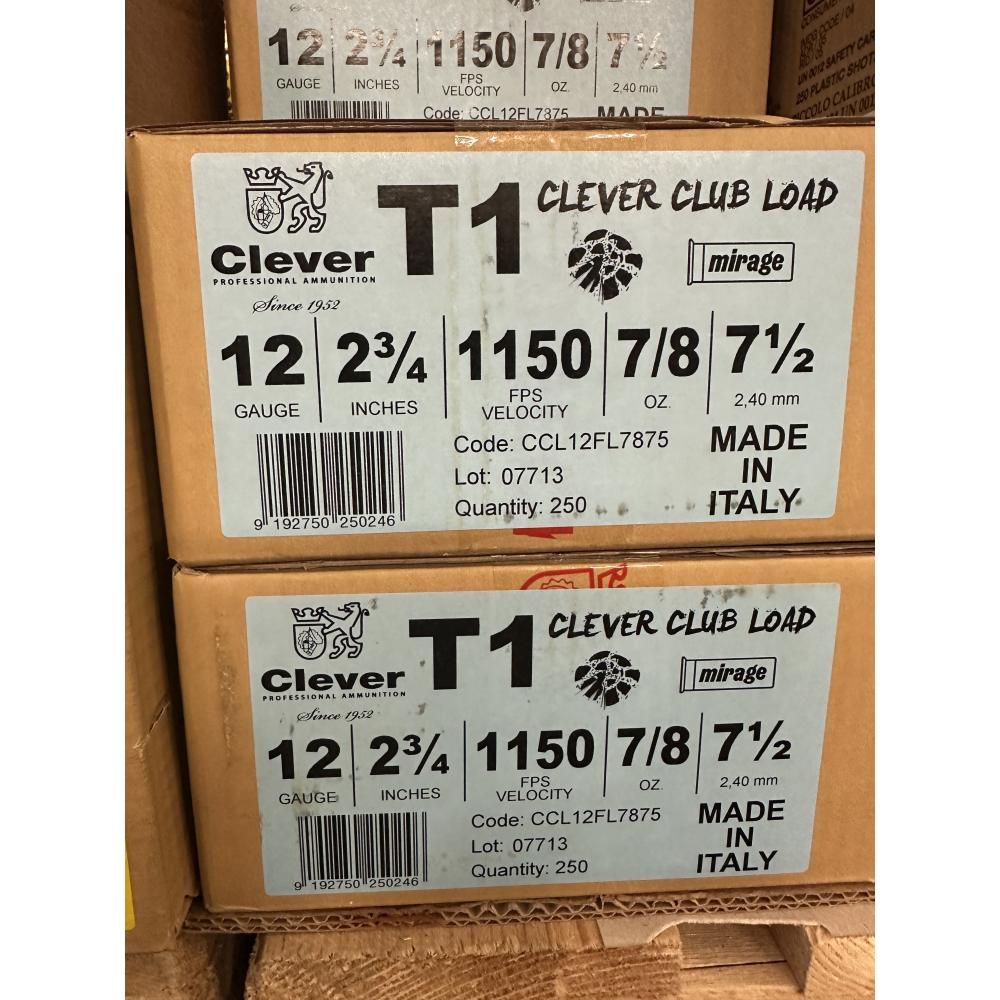 12 2¾ 1150 7/8 7½
GAUGE INCHES FPS VELOCITY OZ. 2,40 mm
Code: CCL12FL7875 MADE
UN 0012 SAFETY
250 PLASTIC
T1 CLEVER CLUB LOAD
Clever mirage
PROFESSIONAL AMMUNITION
Since 1952
12 2¾ 1150 7/8 7½
GAUGE INCHES FPS VELOCITY OZ. 2,40 mm
Code: CCL12FL7875
Lot: 07713
Quantity: 250
MADE
IN
ITALY
9 192750 250246
T1 CLEVER CLUB LOAD
Clever mirage
PROFESSIONAL AMMUNITION
Since 1952
12 2¾ 1150 7/8 7½
GAUGE INCHES FPS VELOCITY OZ. 2,40 mm
Code: CCL12FL7875
Lot: 07713
Quantity: 250
MADE
IN
ITALY
9 192750 250246